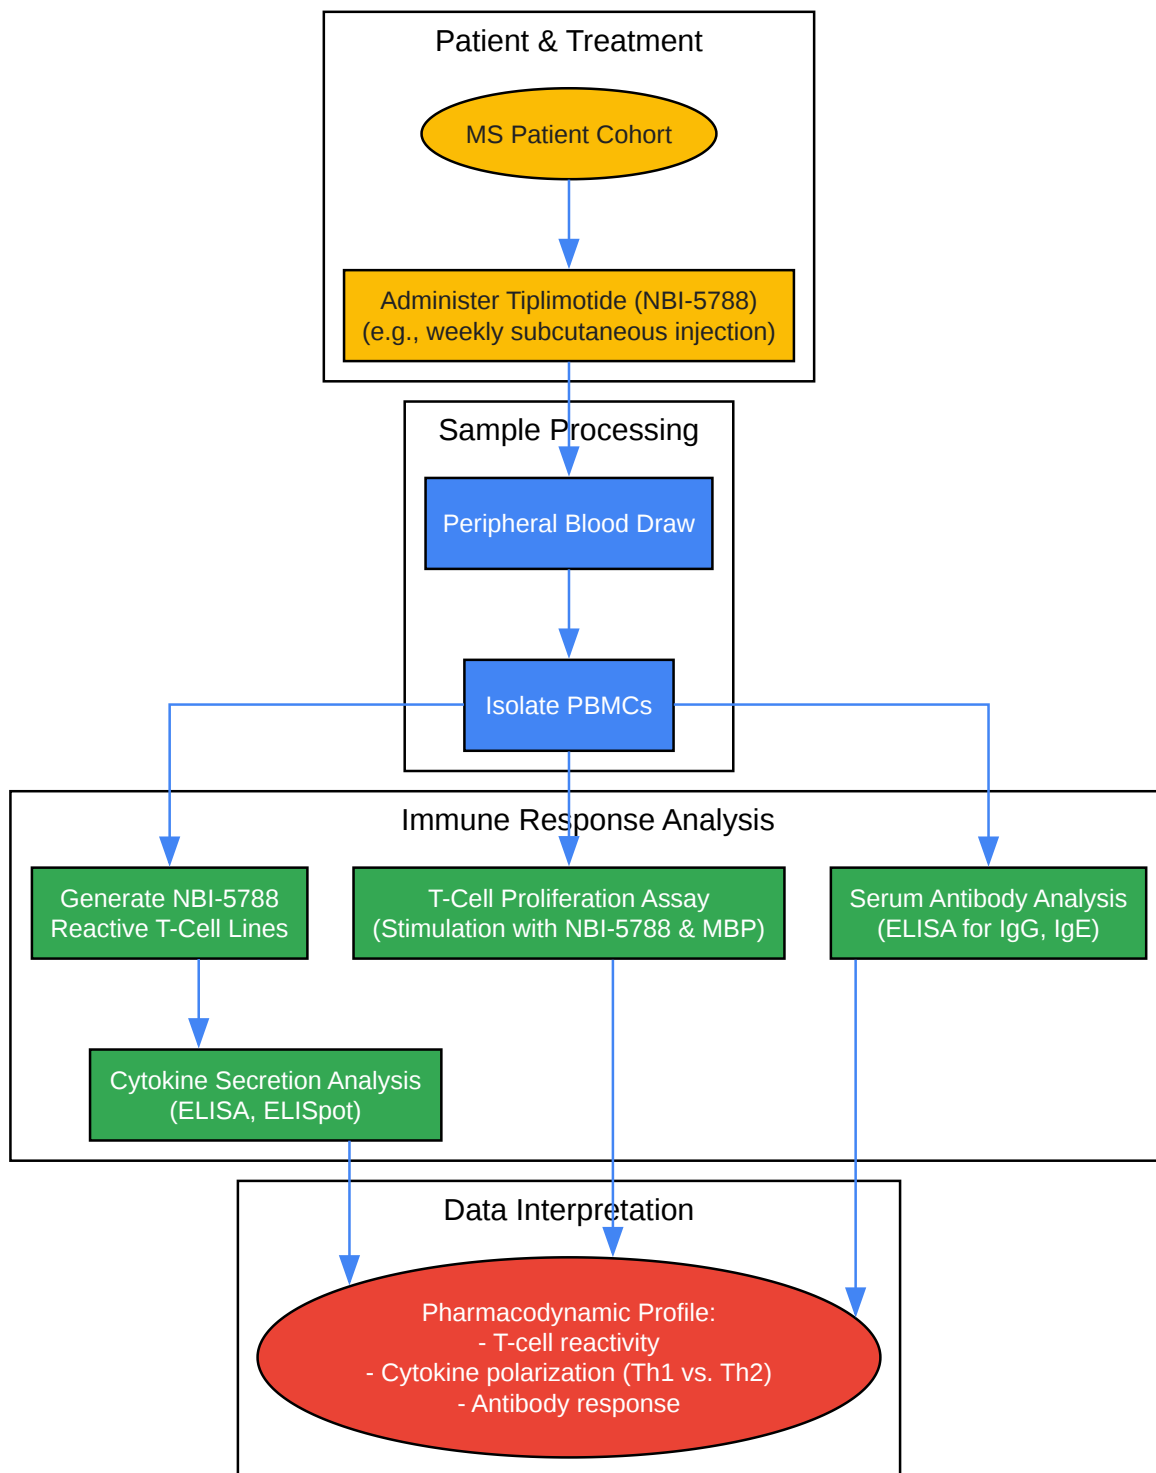 Patient & Treatment
MS Patient Cohort
Administer Tiplimotide (NBI-5788)
(e.g., weekly subcutaneous injection)
Sample Processing
Peripheral Blood Draw
Isolate PBMCs
Immune Response Analysis
Generate NBI-5788
Reactive T-Cell Lines
T-Cell Proliferation Assay
(Stimulation with NBI-5788 & MBP)
Serum Antibody Analysis
(ELISA for IgG, IgE)
Cytokine Secretion Analysis
(ELISA, ELISpot)
Data Interpretation
Pharmacodynamic Profile:
- T-cell reactivity
- Cytokine polarization (Th1 vs. Th2)
- Antibody response